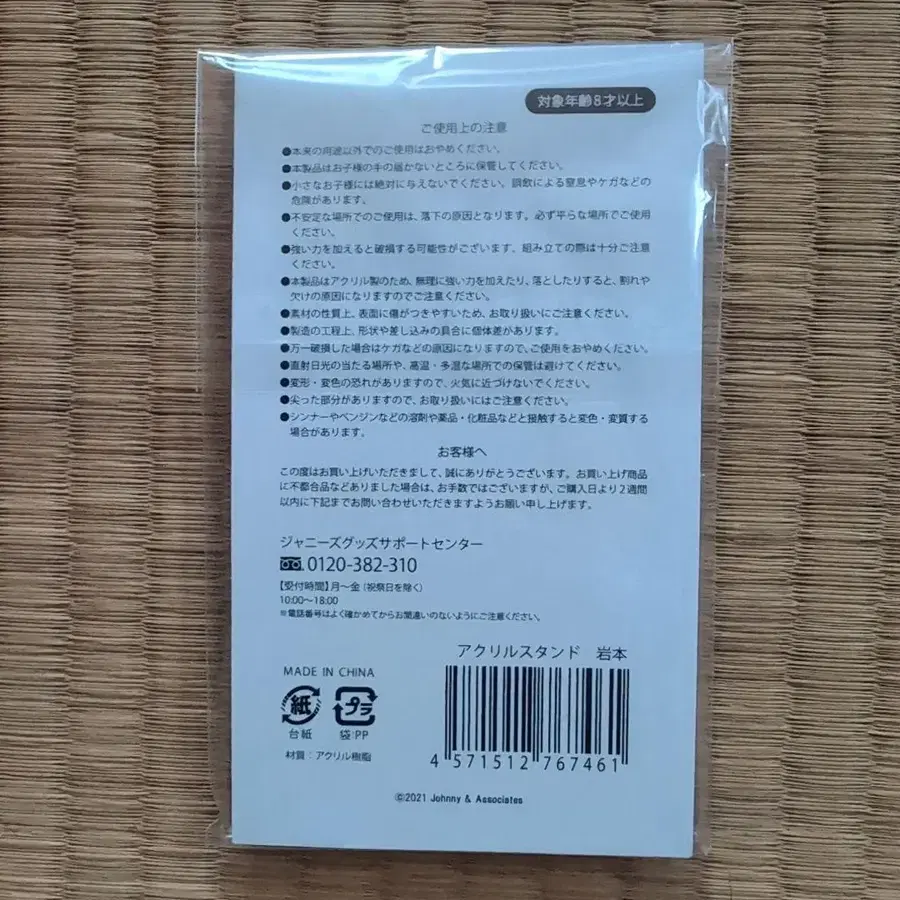 対象年齢8才以上
ご使用上の注意
●本来の用途以外でのご使用はおやめください。
●本製品はお子様の手の届かないところに保管してください。
●小さなお子様には絶対に与えないでください。誤飲による窒息やケガなどの
危険があります。
●不安定な場所でのご使用は、落下の原因となります。必ず平らな場所でご使用
ください。
●強い力を加えると破損する可能性がございます。組み立ての際は十分ご注意
ください。
●本製品はアクリル製のため、無理に強い力を加えたり、落としたりすると、割れや
欠けの原因になりますのでご注意ください。
●素材の性質上、表面に傷がつきやすいため、お取り扱いにご注意ください。
●製造の工程上、形状や差し込みの具合に個体差があります。
●万一破損した場合はケガなどの原因になりますので、ご使用をおやめください。
●直射日光の当たる場所や、高温・多湿な場所での保管は避けてください。
●変形・変色の恐れがありますので、火気に近づけないでください。
●尖った部分がありますので、お取り扱いにはご注意ください。
●シンナーやベンジンなどの溶剤や薬品・化粧品などと接触すると変色・変質する
場合があります。
お客様へ
この度はお買い上げいただきまして、誠にありがとうございます。お買い上げ商品
に不都合品などありました場合は、お手数ではございますが、ご購入日より2週間
以内に下記までお問い合わせいただきますようお願い申し上げます。
ジャニーズグッズサポートセンター
0120-382-310
【受付時間】月〜金（祝祭日を除く）
10:00〜18:00
※電話番号はよく確かめてからお間違いのないようにご注意ください。
アクリルスタンド 岩本
MADE IN CHINA
紙 プラ
台紙 袋:PP
材質：アクリル樹脂
4 571512 767461
©2021 Johnny & Associates